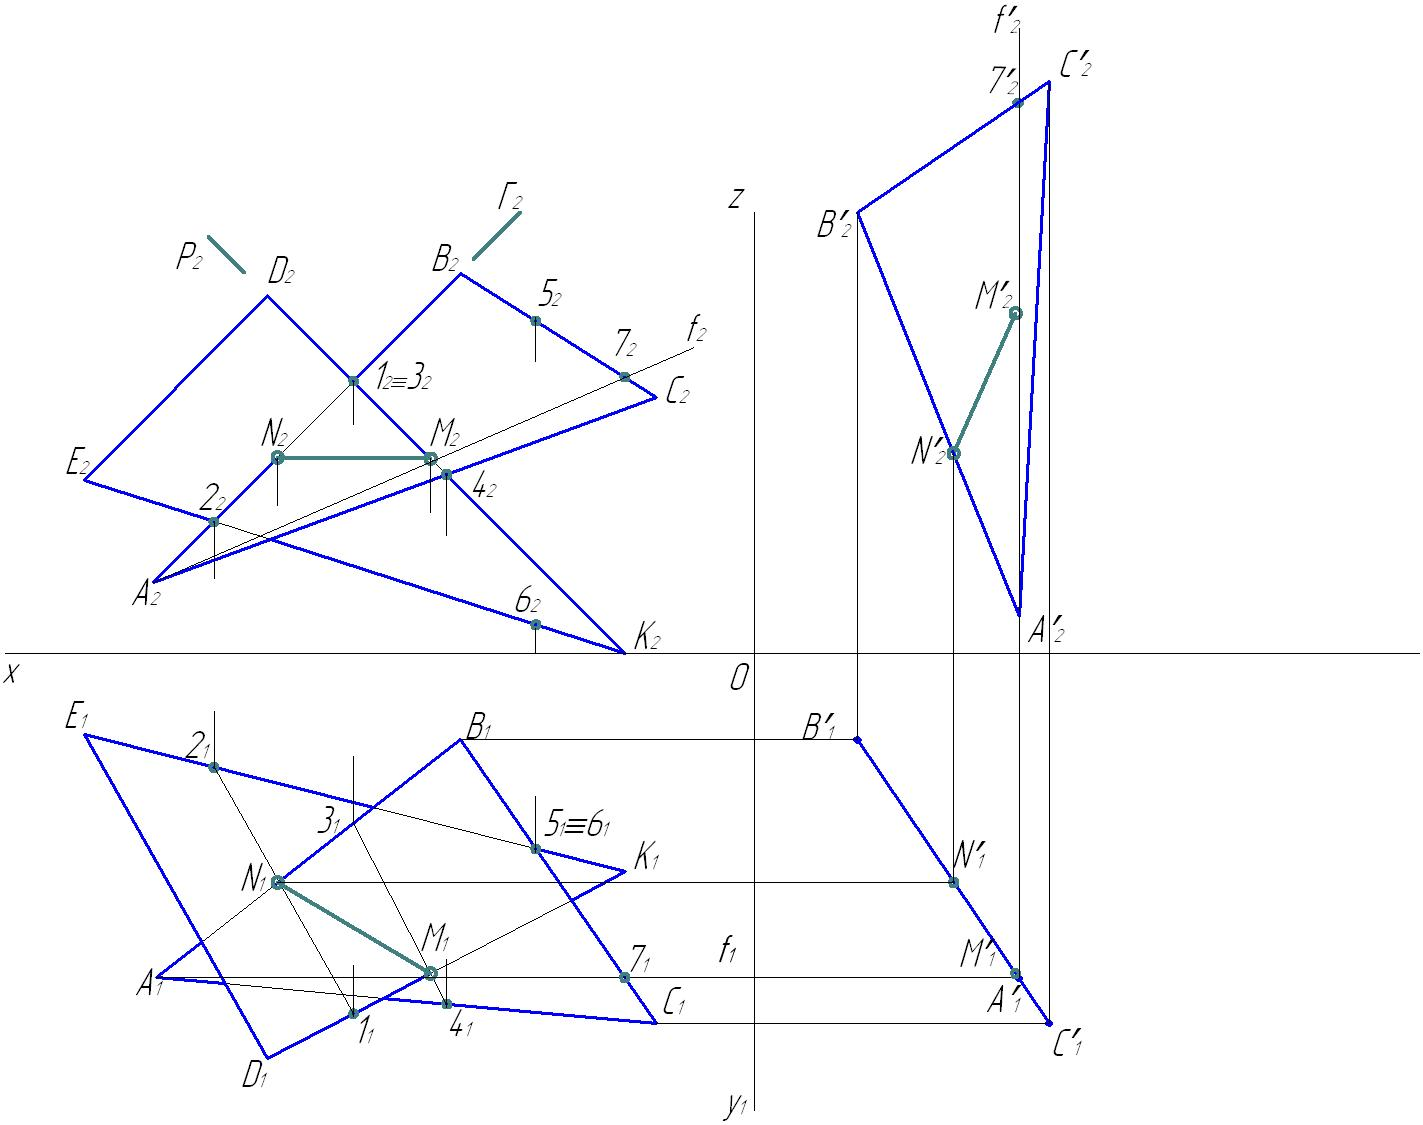 f′₂
C′₂
7′₂
Г₂
z
B′₂
P₂
D₂
B₂
5₂
M′₂
f₂
7₂
1₂≡3₂
C₂
N₂
M₂
N′₂
E₂
4₂
2₂
A₂
6₂
K₂
A′₂
x
0
E₁
B₁
B′₁
2₁
3₁
5₁≡6₁
K₁
N₁
N′₁
M₁
f₁
M′₁
7₁
A₁
A′₁
C₁
1₁
4₁
C′₁
D₁
y₁